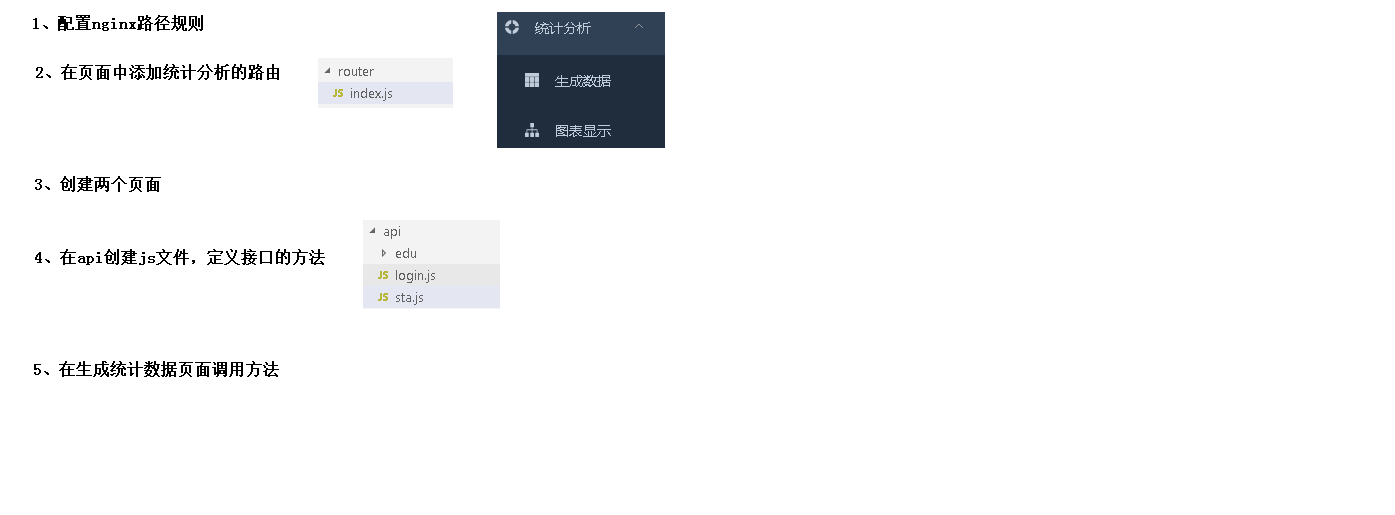 1、配置nginx路径规则
统计分析
2、在页面中添加统计分析的路由
router
JS index.js
生成数据
图表显示
3、创建两个页面
api
4、在api创建js文件，定义接口的方法
edu
JS login.js
JS sta.js
5、在生成统计数据页面调用方法